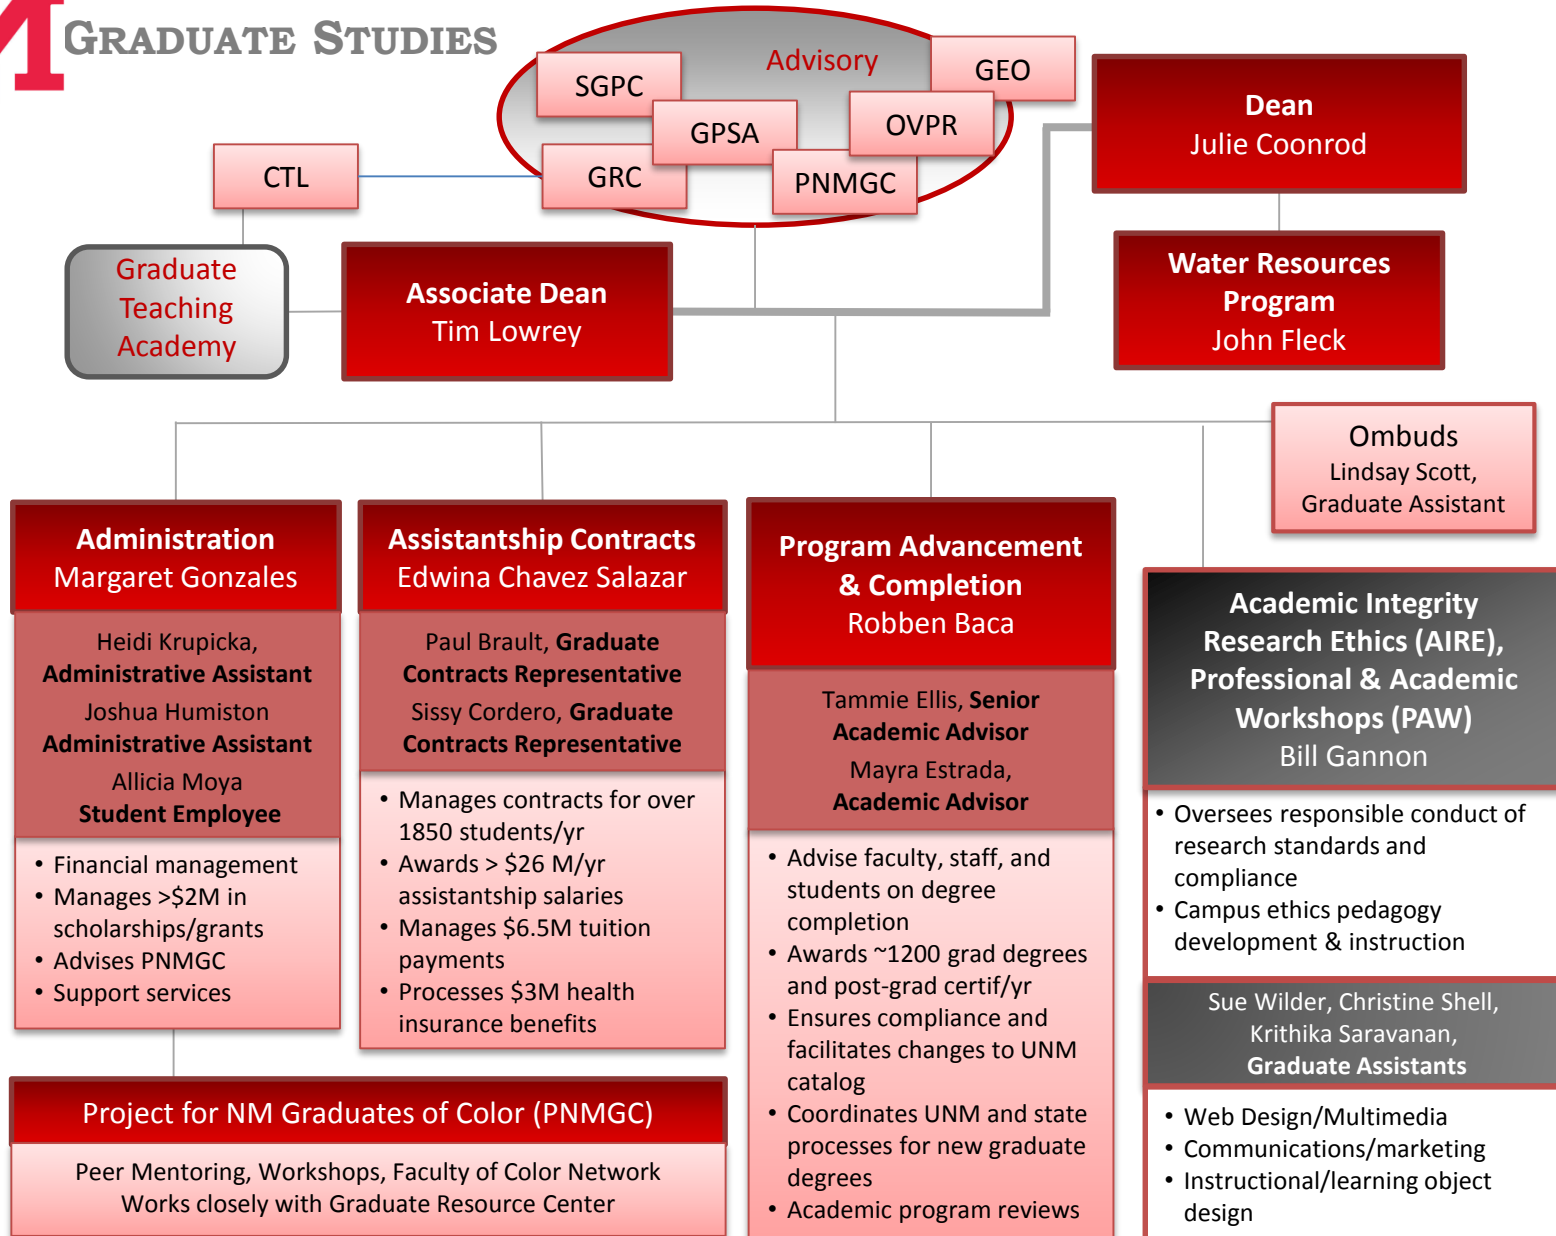 GRADUATE STUDIES
Advisory
SGPC
GEO
GPSA
OVPR
GRC
PNMGC
CTL
Dean
Julie Coonrod
Graduate
Teaching
Academy
Associate Dean
Tim Lowrey
Water Resources
Program
John Fleck
Ombuds
Lindsay Scott,
Graduate Assistant
Administration
Margaret Gonzales
Heidi Krupicka,
Administrative Assistant
Joshua Humiston
Administrative Assistant
Allicia Moya
Student Employee
• Financial management
• Manages >$2M in
scholarships/grants
• Advises PNMGC
• Support services
Assistantship Contracts
Edwina Chavez Salazar
Paul Brault, Graduate
Contracts Representative
Sissy Cordero, Graduate
Contracts Representative
• Manages contracts for over
1850 students/yr
• Awards > $26 M/yr
assistantship salaries
• Manages $6.5M tuition
payments
• Processes $3M health
insurance benefits
Project for NM Graduates of Color (PNMGC)
Peer Mentoring, Workshops, Faculty of Color Network
Works closely with Graduate Resource Center
Program Advancement
& Completion
Robben Baca
Tammie Ellis, Senior
Academic Advisor
Mayra Estrada,
Academic Advisor
• Advise faculty, staff, and
students on degree
completion
• Awards ~1200 grad degrees
and post-grad certif/yr
• Ensures compliance and
facilitates changes to UNM
catalog
• Coordinates UNM and state
processes for new graduate
degrees
• Academic program reviews
Academic Integrity
Research Ethics (AIRE),
Professional & Academic
Workshops (PAW)
Bill Gannon
• Oversees responsible conduct of
research standards and
compliance
• Campus ethics pedagogy
development & instruction
Sue Wilder, Christine Shell,
Krithika Saravanan,
Graduate Assistants
• Web Design/Multimedia
• Communications/marketing
• Instructional/learning object
design